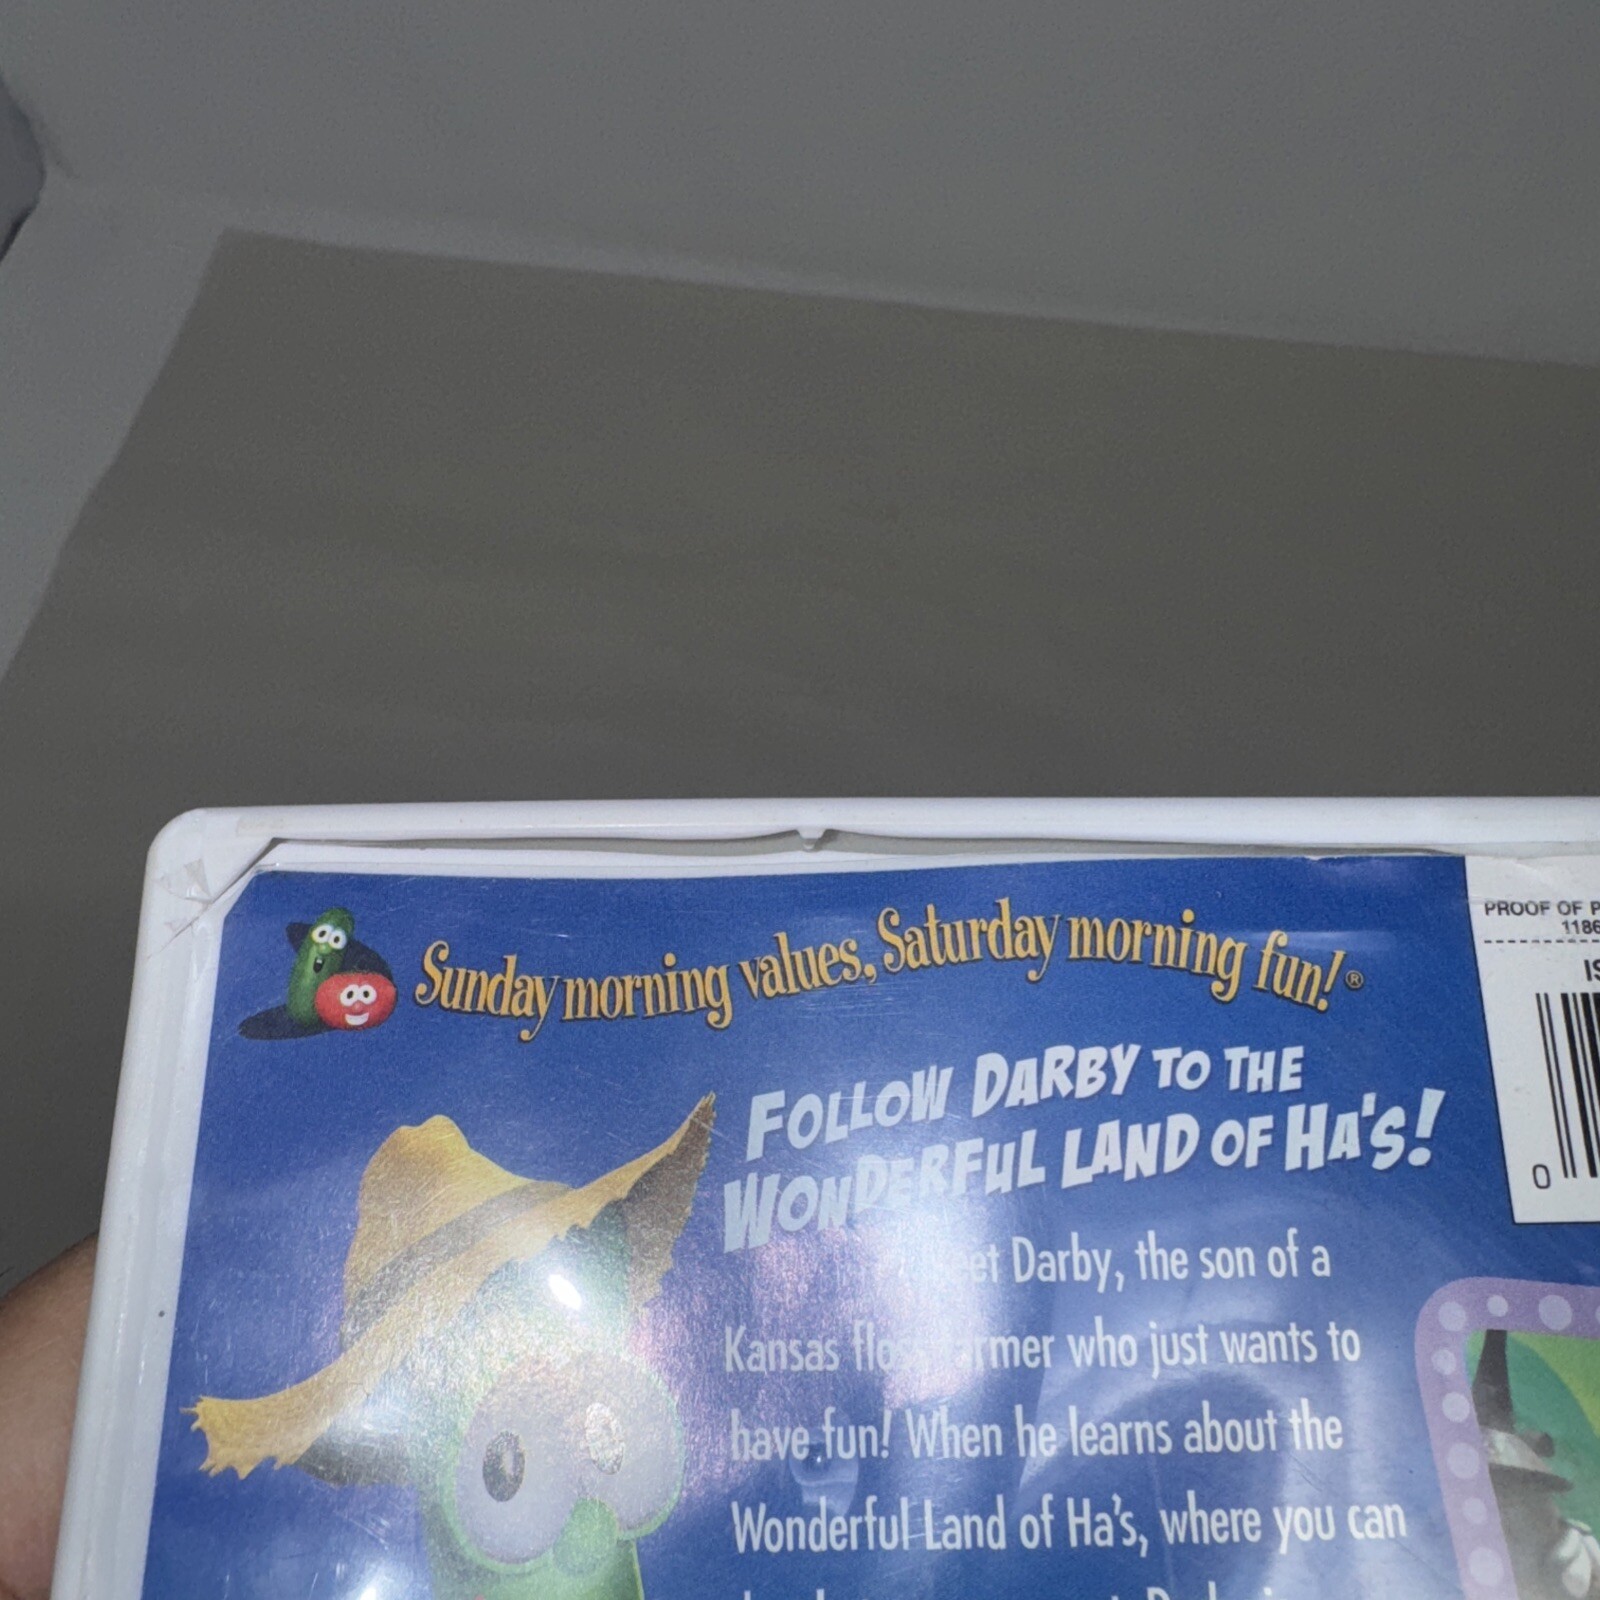 Sunday morning values, Saturday morning fun!®
PROOF OF P
1186
FOLLOW DARBY TO THE
WONDERFUL LAND OF HA'S!
Darby, the son of a
Kansas who just wants to
have fun! When he learns about the
Wonderful Land of Ha's, where you can
0